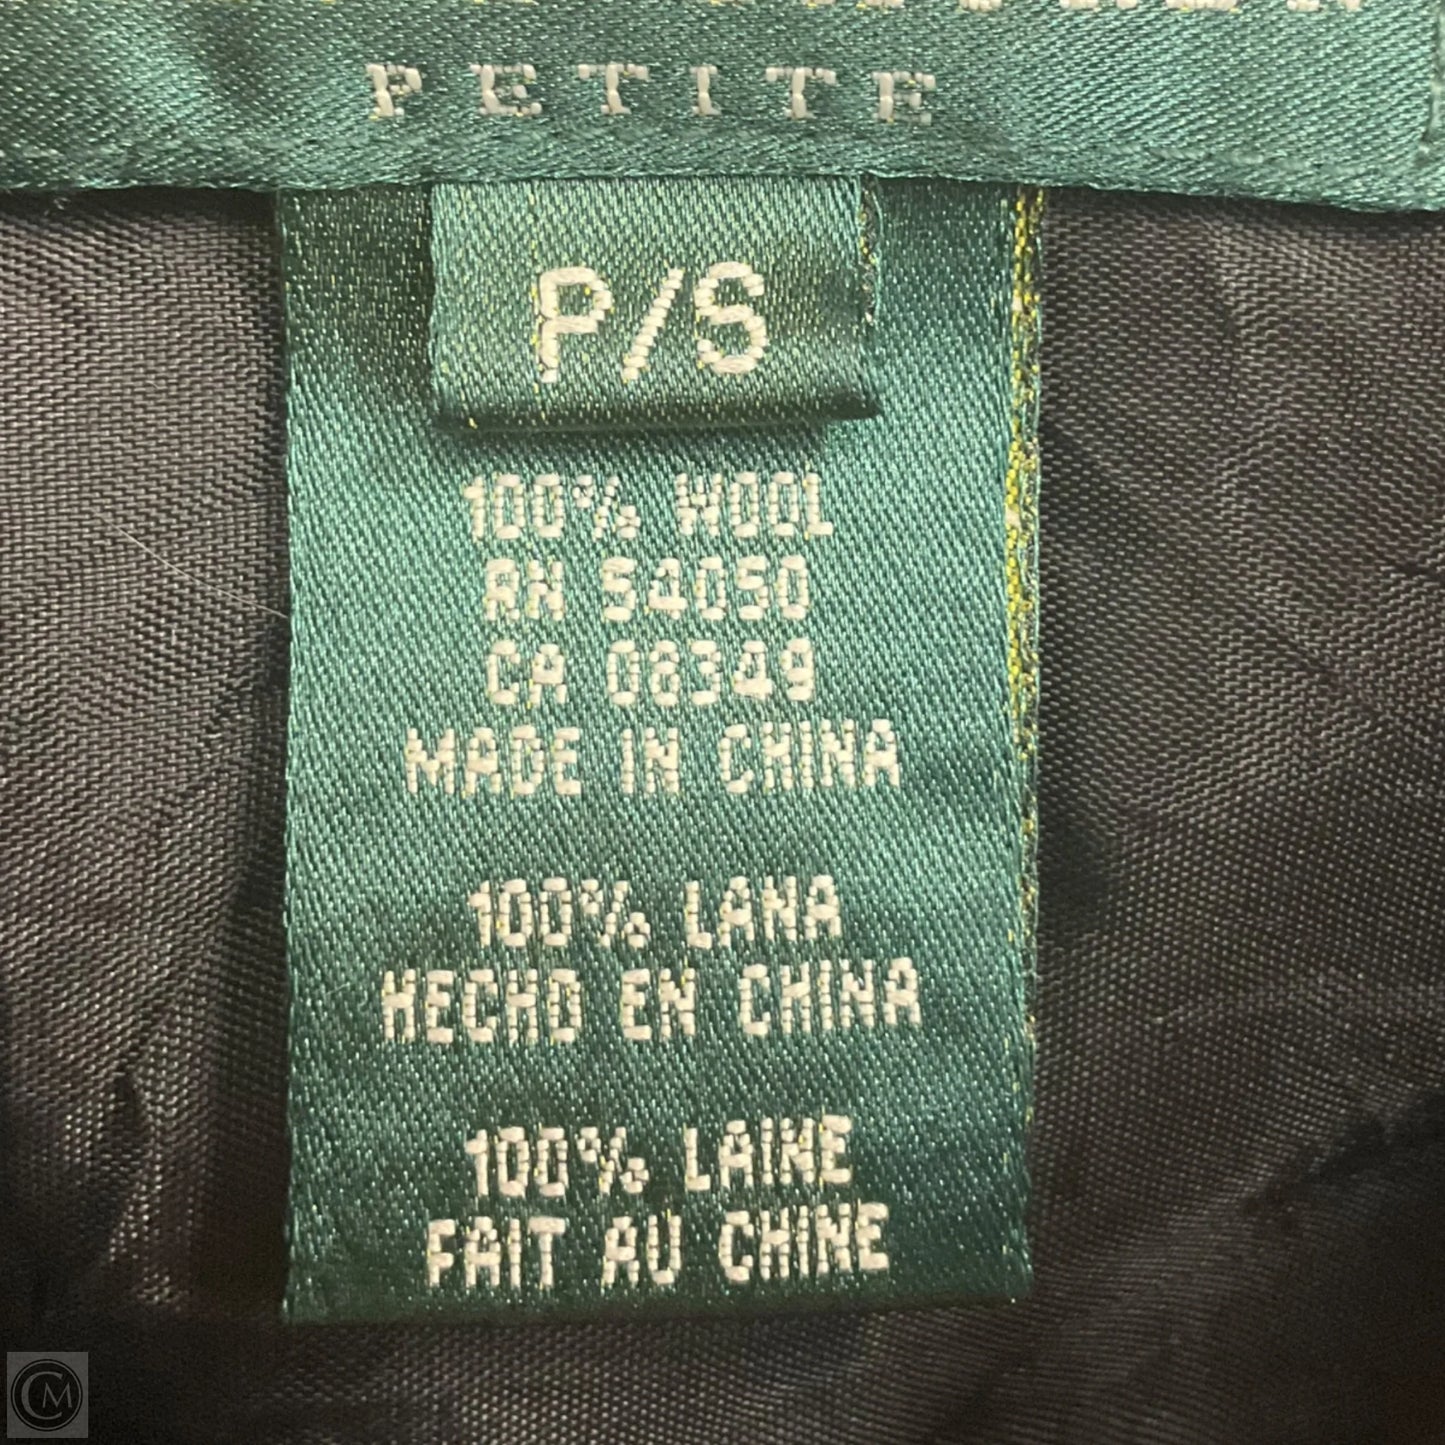 PETITE
P/S
100% WOOL
RN 54050
CA 08349
MADE IN CHINA
100% LANA
HECHO EN CHINA
100% LAINE
FAIT AU CHINE
CM